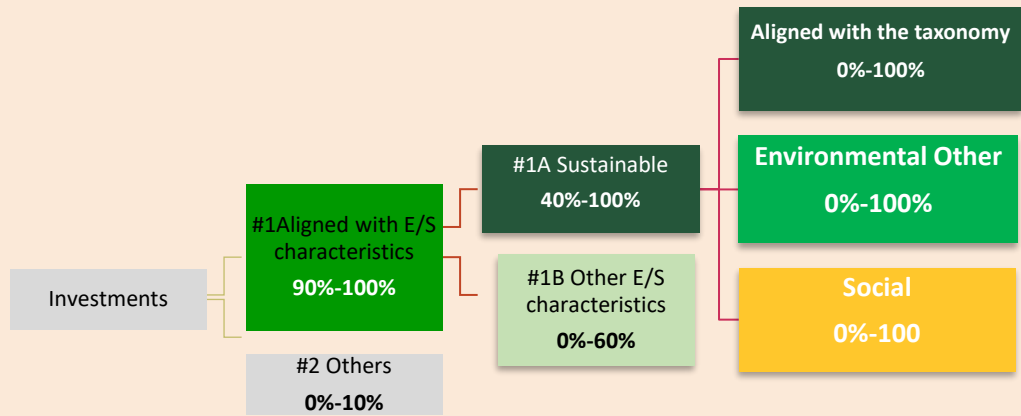 Investments
#1Aligned with E/S
characteristics
90%-100%
#2 Others
0%-10%
#1A Sustainable
40%-100%
#1B Other E/S
characteristics
0%-60%
Aligned with the taxonomy
0%-100%
Environmental Other
0%-100%
Social
0%-100